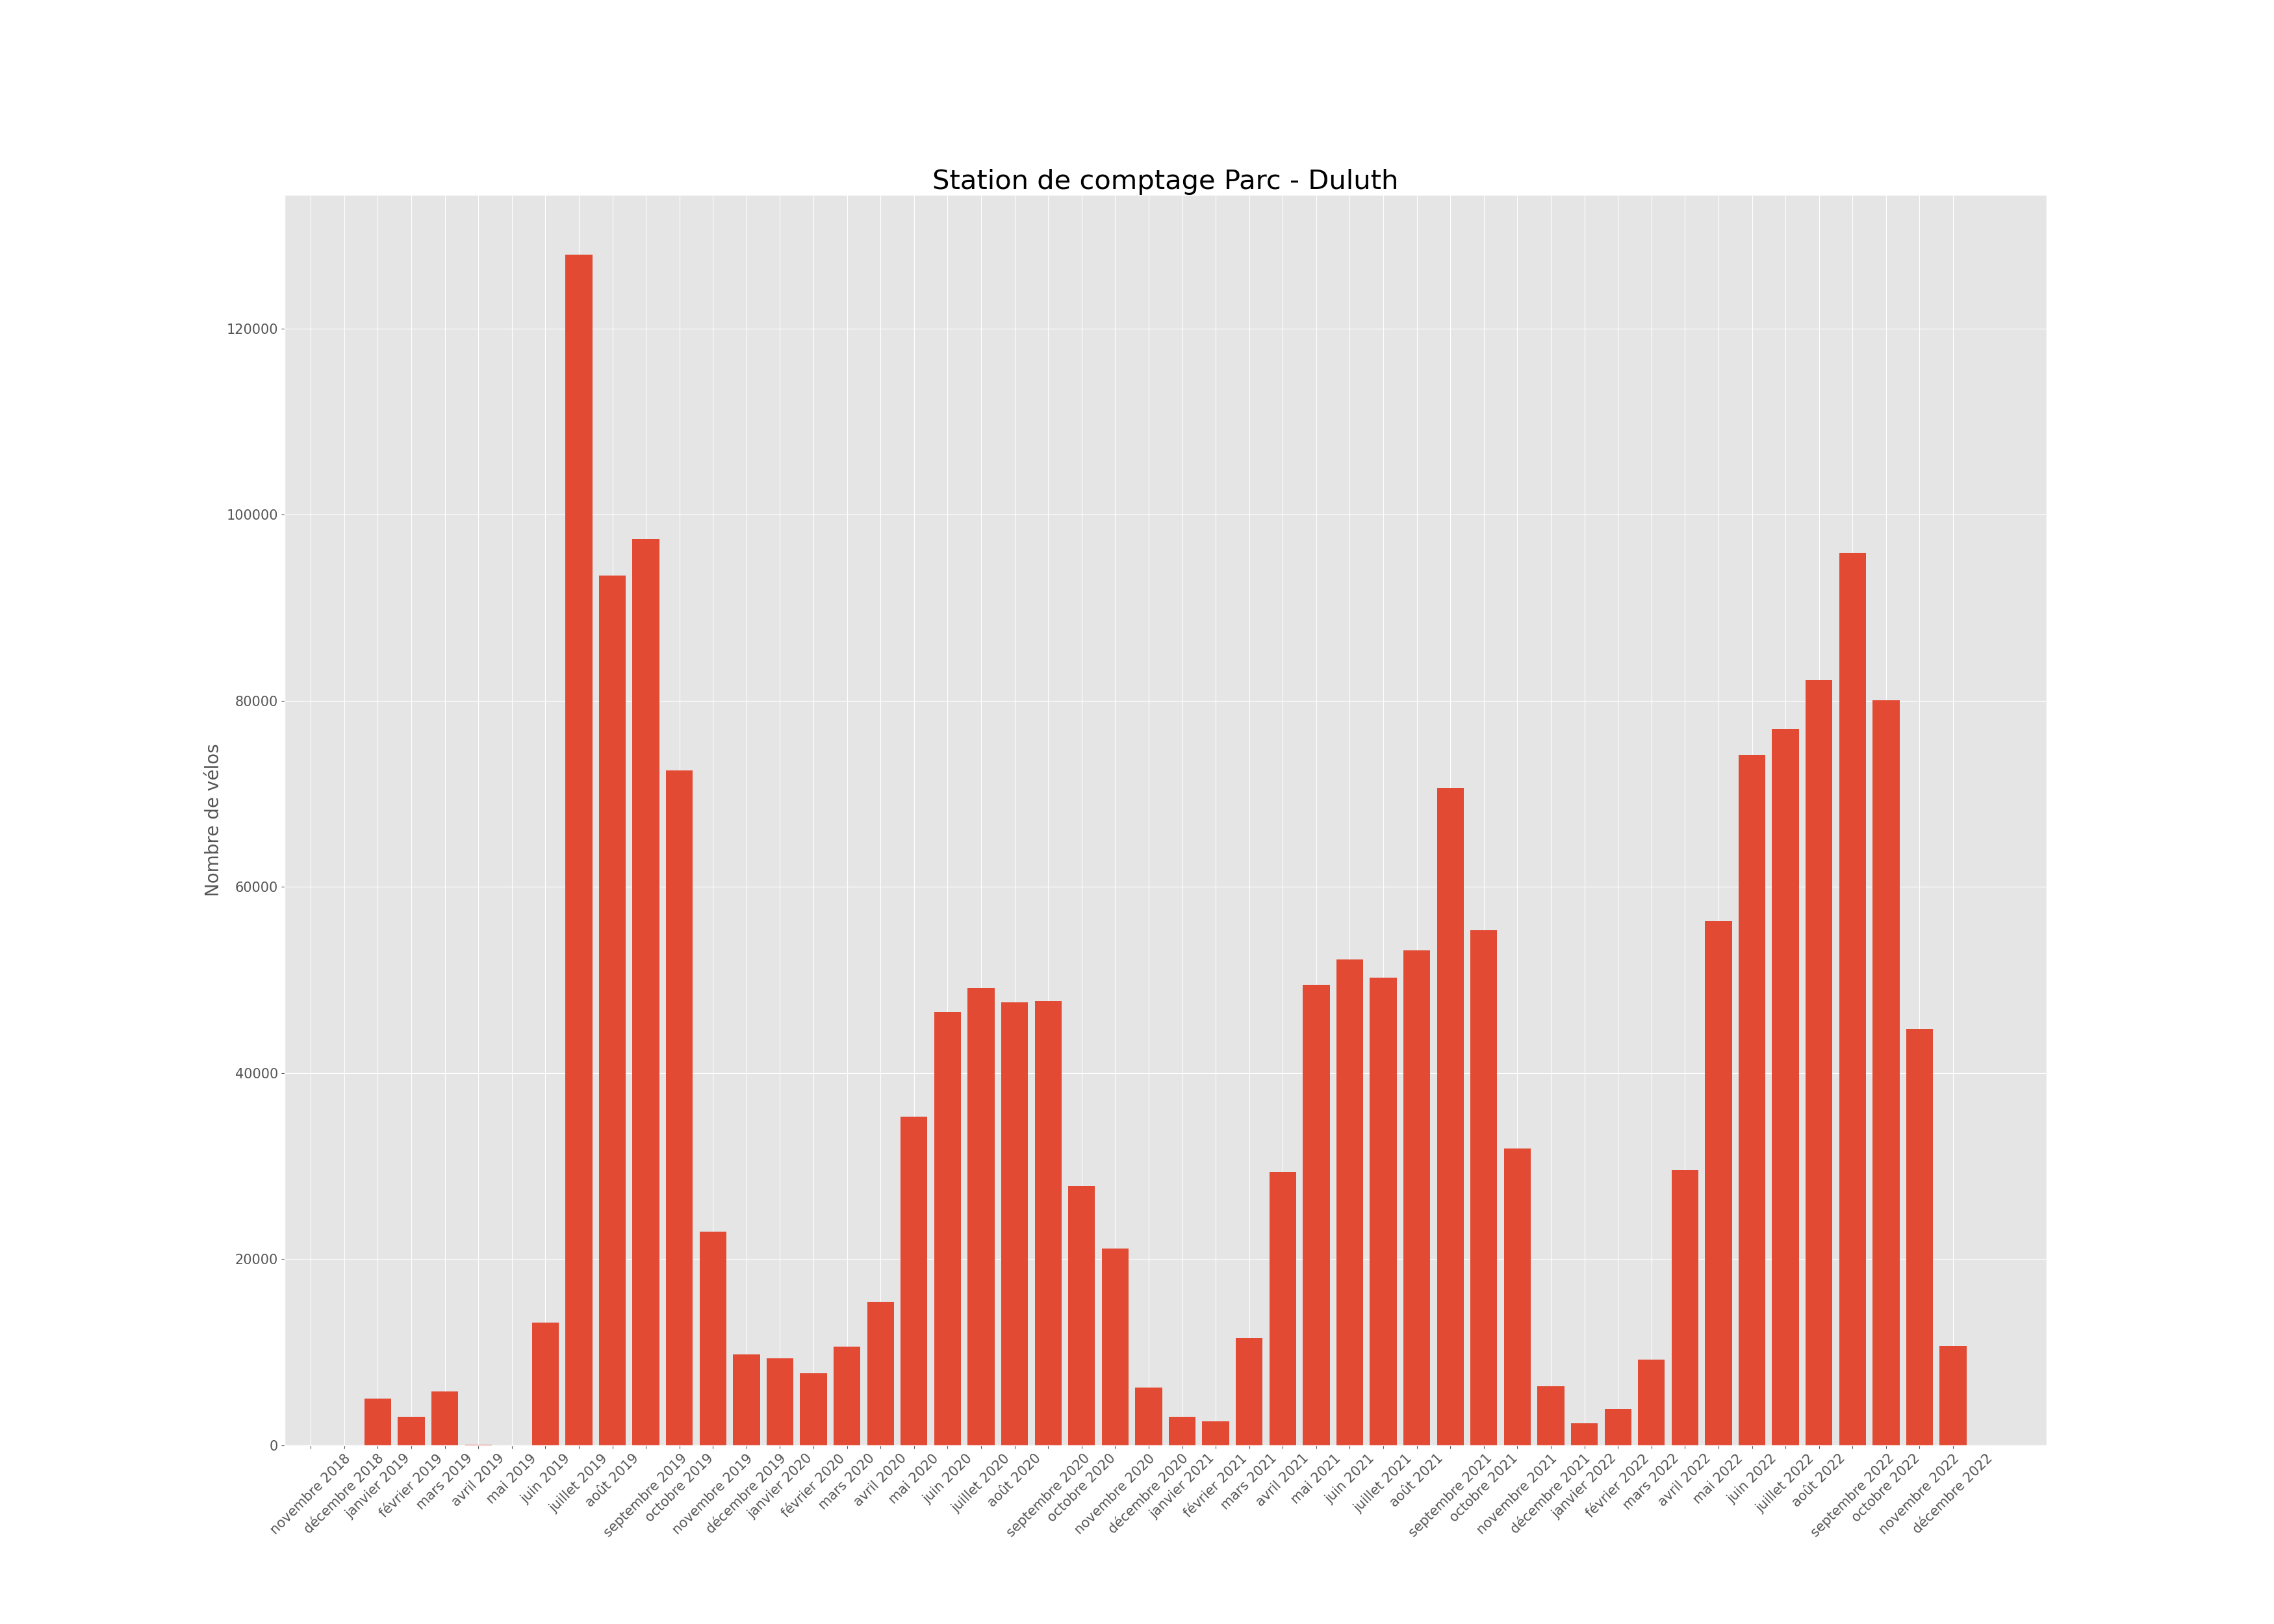 Station de comptage Parc - Duluth
Nombre de vélos
120000
100000
80000
60000
40000
20000
0
novembre 2018
décembre 2018
janvier 2019
février 2019
mars 2019
avril 2019
mai 2019
juin 2019
juillet 2019
août 2019
septembre 2019
octobre 2019
novembre 2019
décembre 2019
janvier 2020
février 2020
mars 2020
avril 2020
mai 2020
juin 2020
juillet 2020
août 2020
septembre 2020
octobre 2020
novembre 2020
décembre 2020
janvier 2021
février 2021
mars 2021
avril 2021
mai 2021
juin 2021
juillet 2021
août 2021
septembre 2021
octobre 2021
novembre 2021
décembre 2021
janvier 2022
février 2022
mars 2022
avril 2022
mai 2022
juin 2022
juillet 2022
août 2022
septembre 2022
octobre 2022
novembre 2022
décembre 2022